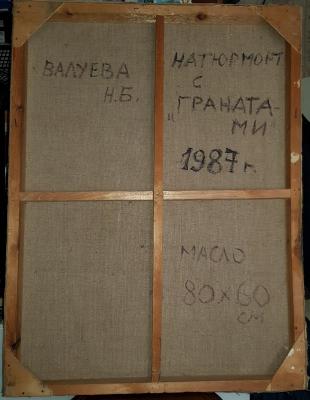 ВАЛУЕВА
Н.Б.
НАТЮРМОРТ
С
"ГРАНАТА-
МИ"
1987 г.
МАСЛО
80×60
СМ